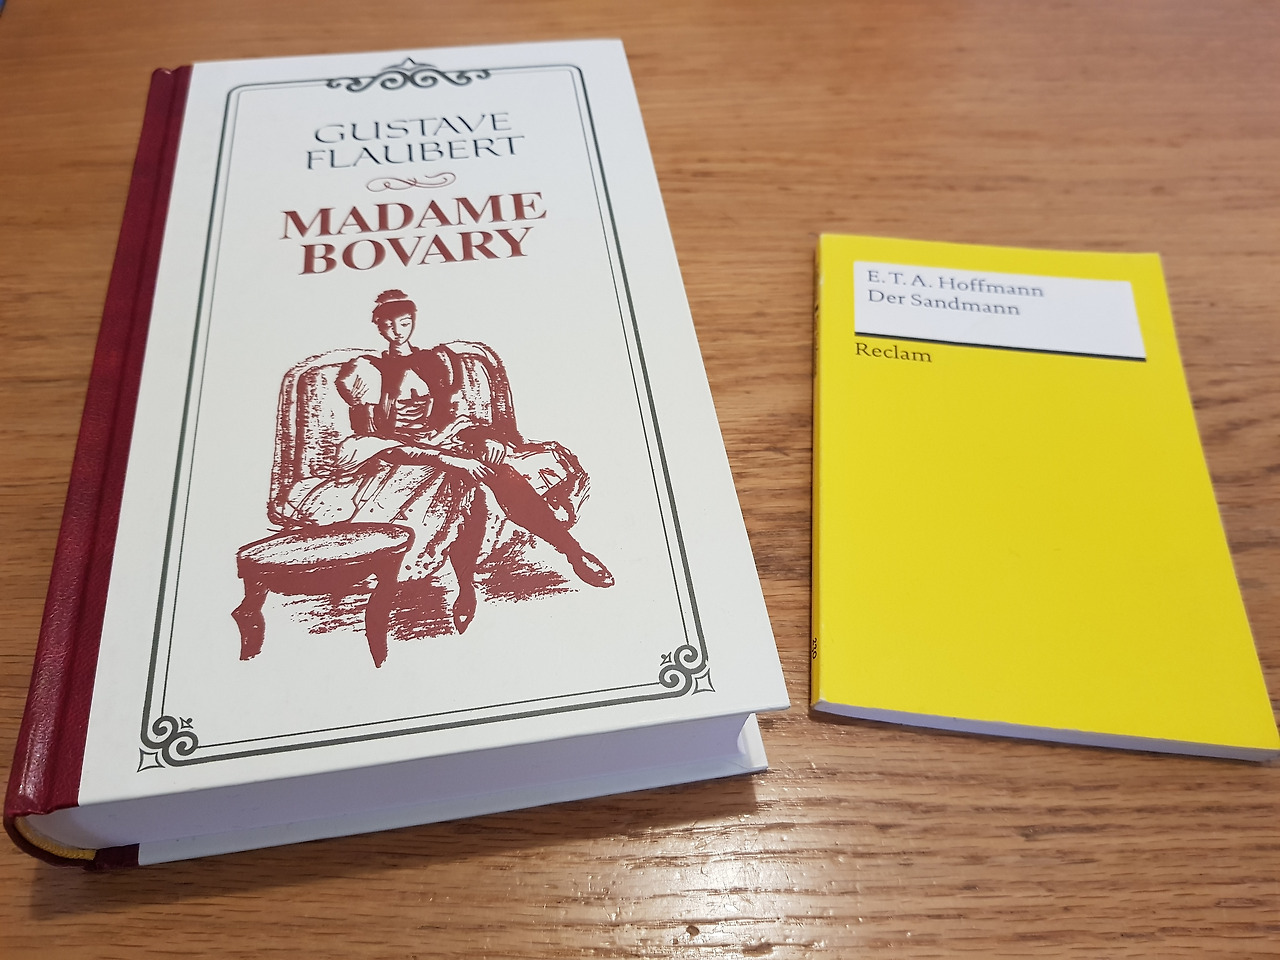 GUSTAVE
FLAUBERT
MADAME
BOVARY
E. T. A. Hoffmann
Der Sandmann
Reclam